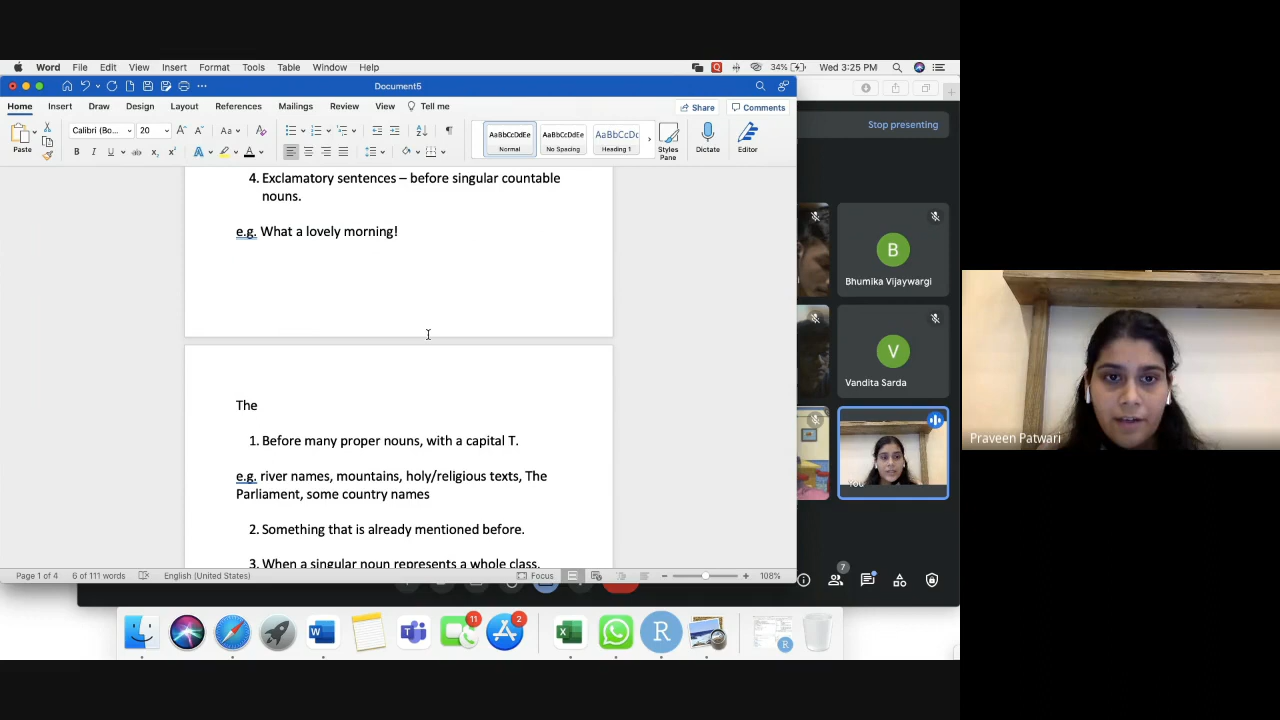 Word File Edit View Insert Format Tools Table Window Help
34% Wed 3:25 PM
Document5
Home Insert Draw Design Layout References Mailings Review View Tell me
Share Comments
Stop presenting
Calibri (Bo... 20 Aa
AaBbCcDdEe AaBbCcDdEe AaBbCcDc
Normal No Spacing Heading 1
Styles Pane
Dictate
Editor
4. Exclamatory sentences – before singular countable
nouns.
e.g. What a lovely morning!
The
1. Before many proper nouns, with a capital T.
e.g. river names, mountains, holy/religious texts, The
Parliament, some country names
2. Something that is already mentioned before.
3. When a singular noun represents a whole class.
Page 1 of 4 6 of 111 words English (United States) Focus 108%
B
Bhumika Vijaywargi
V
Vandita Sarda
You
7
11
2
Praveen Patwari